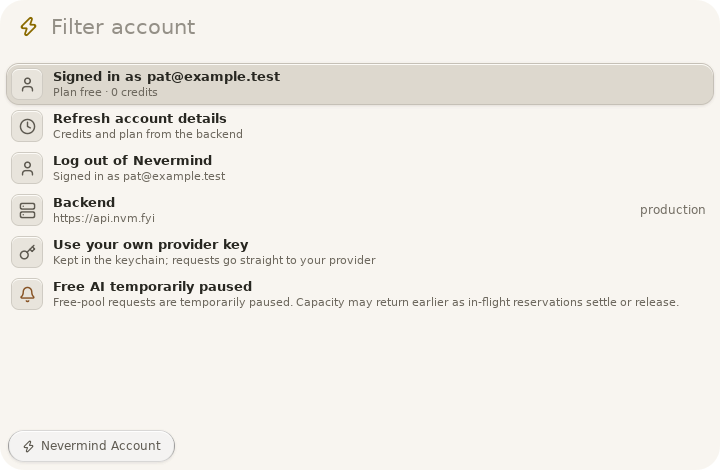 Filter account
Signed in as pat@example.test
Plan free · 0 credits
Refresh account details
Credits and plan from the backend
Log out of Nevermind
Signed in as pat@example.test
Backend
https://api.nvm.fyi
production
Use your own provider key
Kept in the keychain; requests go straight to your provider
Free AI temporarily paused
Free-pool requests are temporarily paused. Capacity may return earlier as in-flight reservations settle or release.
Nevermind Account